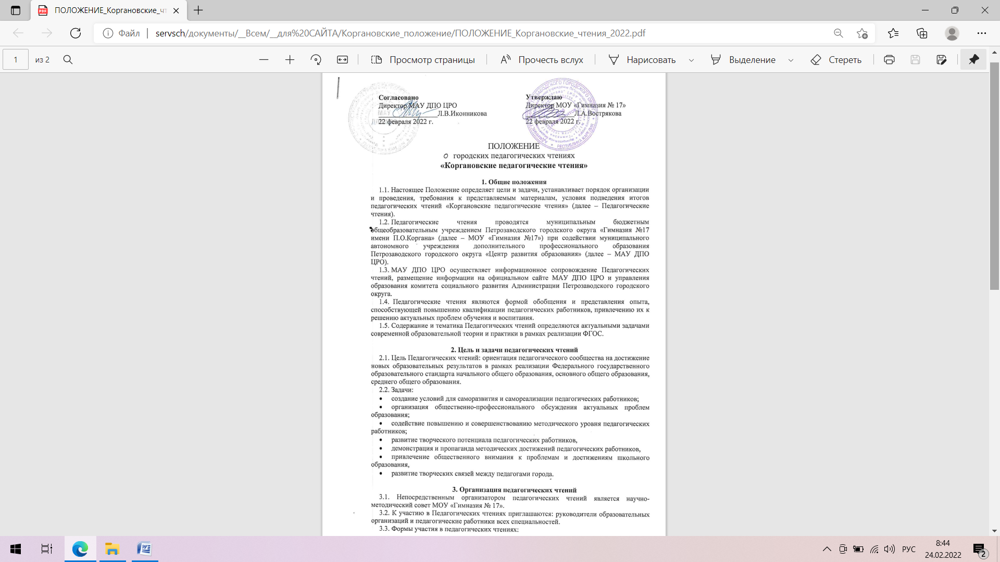 ПОЛОЖЕНИЕ_Коргановские_чт
Файл servsch/документы/__Всем/__для%20САЙТА/Коргановские_положение/ПОЛОЖЕНИЕ_Коргановские_чтения_2022.pdf
1 из 2 Просмотр страницы Прочесть вслух Нарисовать Выделение Стереть
Согласовано
Директор МАУ ДПО ЦРО
Л.В.Иконникова
22 февраля 2022 г.
Утверждаю
Директор МОУ «Гимназия № 17»
Л.А.Вострякова
22 февраля 2022 г.
ПОЛОЖЕНИЕ
о городских педагогических чтениях
«Коргановские педагогические чтения»
1. Общие положения
1.1. Настоящее Положение определяет цели и задачи, устанавливает порядок организации
и проведения, требования к представляемым материалам, условия подведения итогов
педагогических чтений «Коргановские педагогические чтения» (далее – Педагогические
чтения).
1.2. Педагогические чтения проводятся муниципальным бюджетным
общеобразовательным учреждением Петрозаводского городского округа «Гимназия №17
имени П.О.Коргана» (далее – МОУ «Гимназия №17») при содействии муниципального
автономного учреждения дополнительного профессионального образования
Петрозаводского городского округа «Центр развития образования» (далее – МАУ ДПО
ЦРО).
1.3. МАУ ДПО ЦРО осуществляет информационное сопровождение Педагогических
чтений, размещение информации на официальном сайте МАУ ДПО ЦРО и управления
образования комитета социального развития Администрации Петрозаводского городского
округа.
1.4. Педагогические чтения являются формой обобщения и представления опыта,
способствующей повышению квалификации педагогических работников, привлечению их к
решению актуальных проблем обучения и воспитания.
1.5. Содержание и тематика Педагогических чтений определяются актуальными задачами
современной образовательной теории и практики в рамках реализации ФГОС.
2. Цель и задачи педагогических чтений
2.1. Цель Педагогических чтений: ориентация педагогического сообщества на достижение
новых образовательных результатов в рамках реализации Федерального государственного
образовательного стандарта начального общего образования, основного общего образования,
среднего общего образования.
2.2. Задачи:
• создание условий для саморазвития и самореализации педагогических работников;
• организация общественно-профессионального обсуждения актуальных проблем
образования;
• содействие повышению и совершенствованию методического уровня педагогических
работников;
• развитие творческого потенциала педагогических работников,
• демонстрация и пропаганда методических достижений педагогических работников,
• привлечение общественного внимания к проблемам и достижениям школьного
образования,
• развитие творческих связей между педагогами города.
3. Организация педагогических чтений
3.1. Непосредственным организатором педагогических чтений является научно-
методический совет МОУ «Гимназия № 17».
3.2. К участию в Педагогических чтениях приглашаются: руководители образовательных
организаций и педагогические работники всех специальностей.
3.3. Формы участия в педагогических чтениях:
РУС
8:44
24.02.2022
2